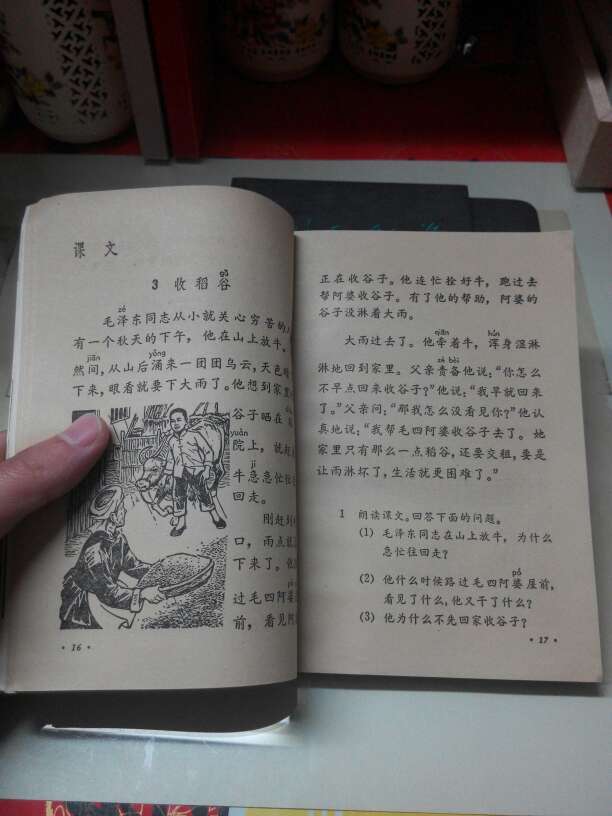 课文
gǔ
3 收稻谷
zé
毛泽东同志从小就关心穷苦的
有一个秋天的下午，他在山上放牛。
jiān yǒng
然间，从山后涌来一团团乌云，天色
下来，眼看就要下大雨了。他想到家里
谷子晒在
yuàn
院上，就赶
jí
牛急急忙忙往
回走。
刚赶到
口，雨点就
下来了。他
过毛四阿婆
前，看见
·16·
正在收谷子。他连忙拴好牛，跑过去
帮阿婆收谷子。有了他的帮助，阿婆的
谷子没淋着大雨。
qiān hún
大雨过去了。他牵着牛，浑身湿淋
zé bèi
淋地回到家里。父亲责备他说：“你怎么
不早点回来收谷子？”他说：“我早就回来
了。”父亲问：“那我怎么没看见你？”他认
真地说：“我帮毛四阿婆收谷子去了。她
家里只有那么一点稻谷，还要交租，要是
让雨淋坏了，生活就更困难了。”
1 朗读课文。回答下面的问题。
(1) 毛泽东同志在山上放牛，为什么
急忙往回走？
pó
(2) 他什么时候路过毛四阿婆屋前，
看见了什么，他又干了什么？
(3) 他为什么不先回家收谷子？
·17·